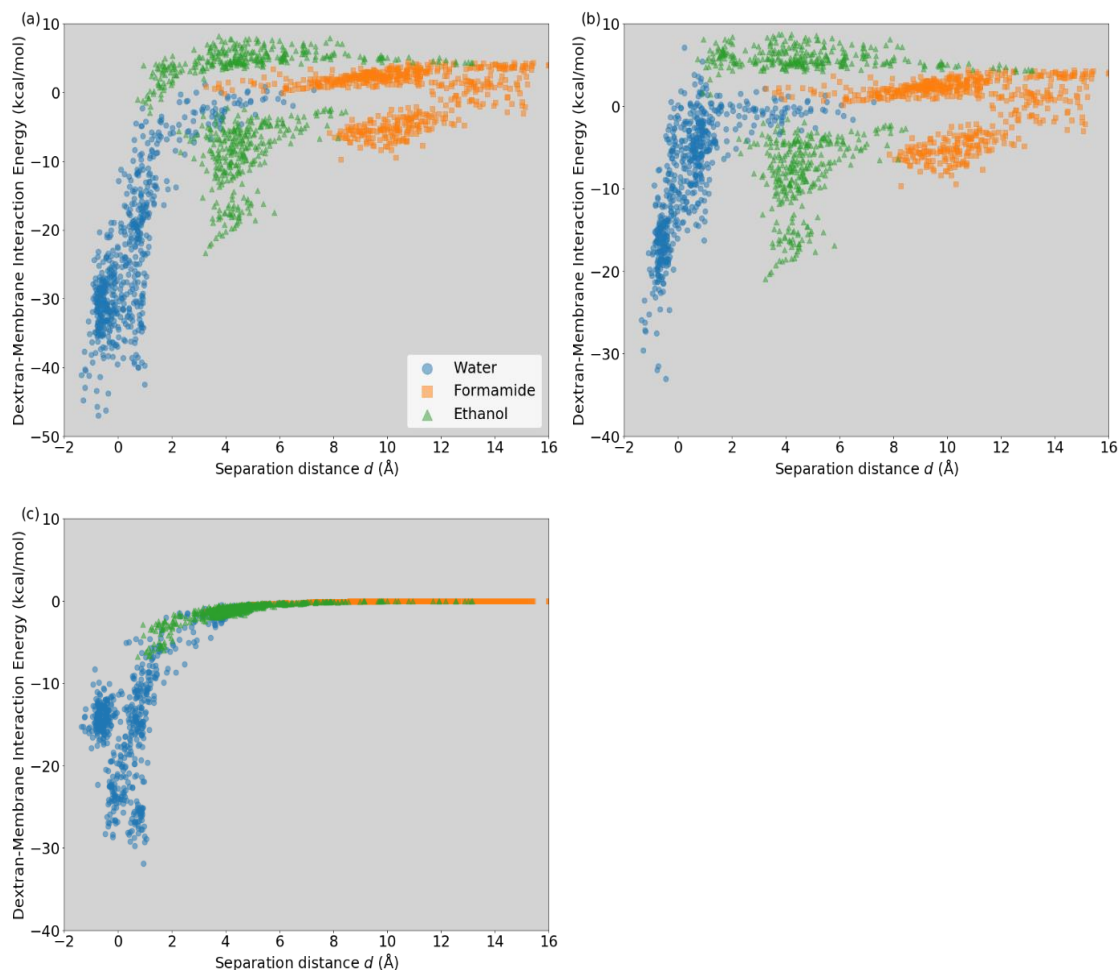 (a)
Dextran-Membrane Interaction Energy (kcal/mol)
10
0
−10
−20
−30
−40
−50
−2 0 2 4 6 8 10 12 14 16
Separation distance d (Å)
Water
Formamide
Ethanol
(b)
Dextran-Membrane Interaction Energy (kcal/mol)
10
0
−10
−20
−30
−40
−2 0 2 4 6 8 10 12 14 16
Separation distance d (Å)
(c)
Dextran-Membrane Interaction Energy (kcal/mol)
10
0
−10
−20
−30
−40
−2 0 2 4 6 8 10 12 14 16
Separation distance d (Å)